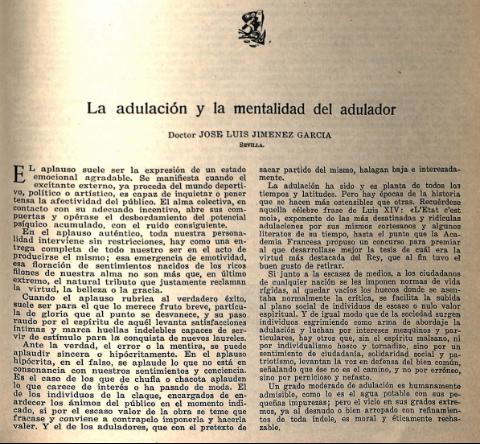 La adulación y la mentalidad del adulador
Doctor JOSE LUIS JIMENEZ GARCIA
SEVILLA.
EL aplauso suele ser la expresión de un estado
emocional agradable. Se manifiesta cuando el
excitante externo, ya proceda del mundo deporti-
vo, político o artístico, es capaz de inquietar o poner
tensa la afectividad del público. El alma colectiva, en
contacto con su adecuado incentivo, abre sus com-
puertas y opérase el desbordamiento del potencial
psíquico acumulado, con el ruido consiguiente.
En el aplauso auténtico, toda nuestra personali-
dad interviene sin restricciones, hay como una en-
trega completa de todo nuestro ser en el acto de
producirse el mismo; esa emergencia de emotividad,
esa floración de sentimientos nacidos de los ricos
filones de nuestra alma no son más que, en último
extremo, el natural tributo que justamente reclaman
la virtud, la belleza o la gracia.
Cuando el aplauso rubrica al verdadero éxito,
suele ser para el que lo merece fruto breve, partícu-
la de gloria que al punto se desvanece, y su paso
raudo por el espíritu de aquél levanta satisfacciones
íntimas y marca huellas indelebles capaces de ser-
vir de estímulo para la conquista de nuevos laureles.
Ante la verdad, el error o la mentira, se puede
aplaudir sincera o hipócritamente. En el aplauso
hipócrita, en el falso, se aplaude lo que no está en
consonancia con nuestros sentimientos y conciencia.
Es el caso de los que de chufla o chacota aplauden
lo que carece de interés o ha pasado de moda. El
de los individuos de la claque, encargados de en-
ardecer los ánimos del público en el momento indi-
cado, si por el escaso valor de la obra se teme que
fracase y conviene a contrapelo imponerla y hacerla
valer. Y el de los aduladores, que con el pretexto de
sacar partido del mismo, halagan baja e interesada-
mente.
La adulación ha sido y es planta de todos los
tiempos y latitudes. Pero hay épocas de la historia
que se hacen más ostensibles que otras. Recuérdese
aquella célebre frase de Luis XIV: «L'Etat c'est
moi», exponente de las más destinadas y ridículas
adulaciones por sus mismos cortesanos y algunos
literatos de su tiempo, hasta el punto que la Aca-
demia Francesa propuso un concurso para premiar
al que desarrollase mejor la tesis de cuál era la
virtud más destacada del Rey, que al fin tuvo el
buen gusto de retirar.
Si junto a la escasez de medios, a los ciudadanos
de cualquier nación se les imponen normas de vida
rígidas, al quedar vacíos los huecos donde se asen-
taba normalmente la crítica, se facilita la subida
al plano social de individuos de escaso o nulo valor
espiritual. Y de igual modo que de la sociedad surgen
individuos esgrimiendo como arma de abordaje la
adulación y luchan por intereses mezquinos y par-
ticulares, hay otros que, sin el espíritu malsano, ni
por individualismo hosco y tornadizo, sino por un
sentimiento de ciudadanía, solidaridad social y pa-
triotismo, levantan la voz en defensa del bien común,
señalando que ése no es el camino, y no por erróneo,
sino por pernicioso y nefasto.
Un grado moderado de adulación es humanamente
admisible, como lo es el agua potable con sus pe-
queñas impurezas; pero el vicio en sus grados extre-
mos, ya al desnudo o bien arropado con refinamien-
tos de toda índole, es moral y éticamente recha-
zable.